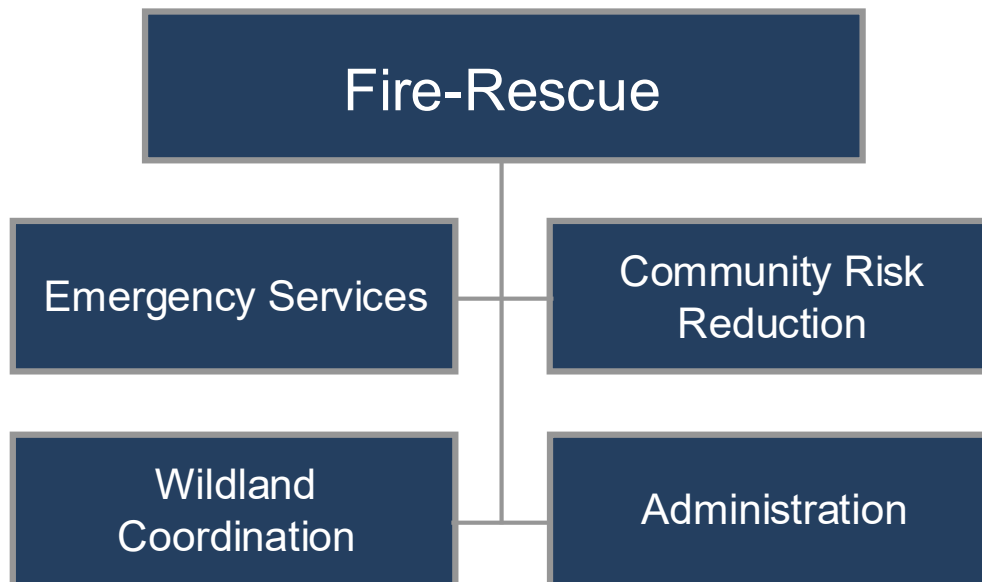 Fire-Rescue
Emergency Services
Community Risk
Reduction
Wildland
Coordination
Administration